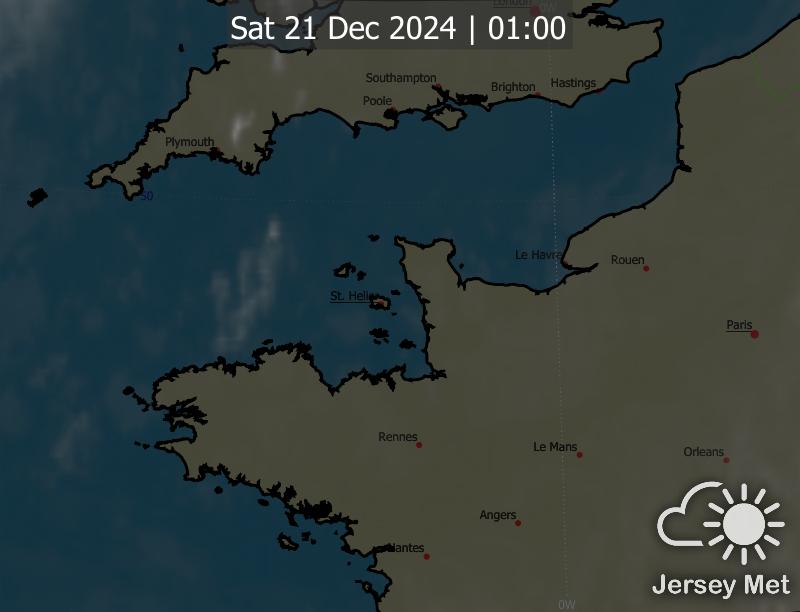 London
0W
Sat 21 Dec 2024 | 01:00
Southampton
Hastings
Brighton
Poole
Plymouth
50
Le Havre
Rouen
St. Helier
Paris
Rennes
Le Mans
Orleans
Angers
Nantes
Jersey Met
0W